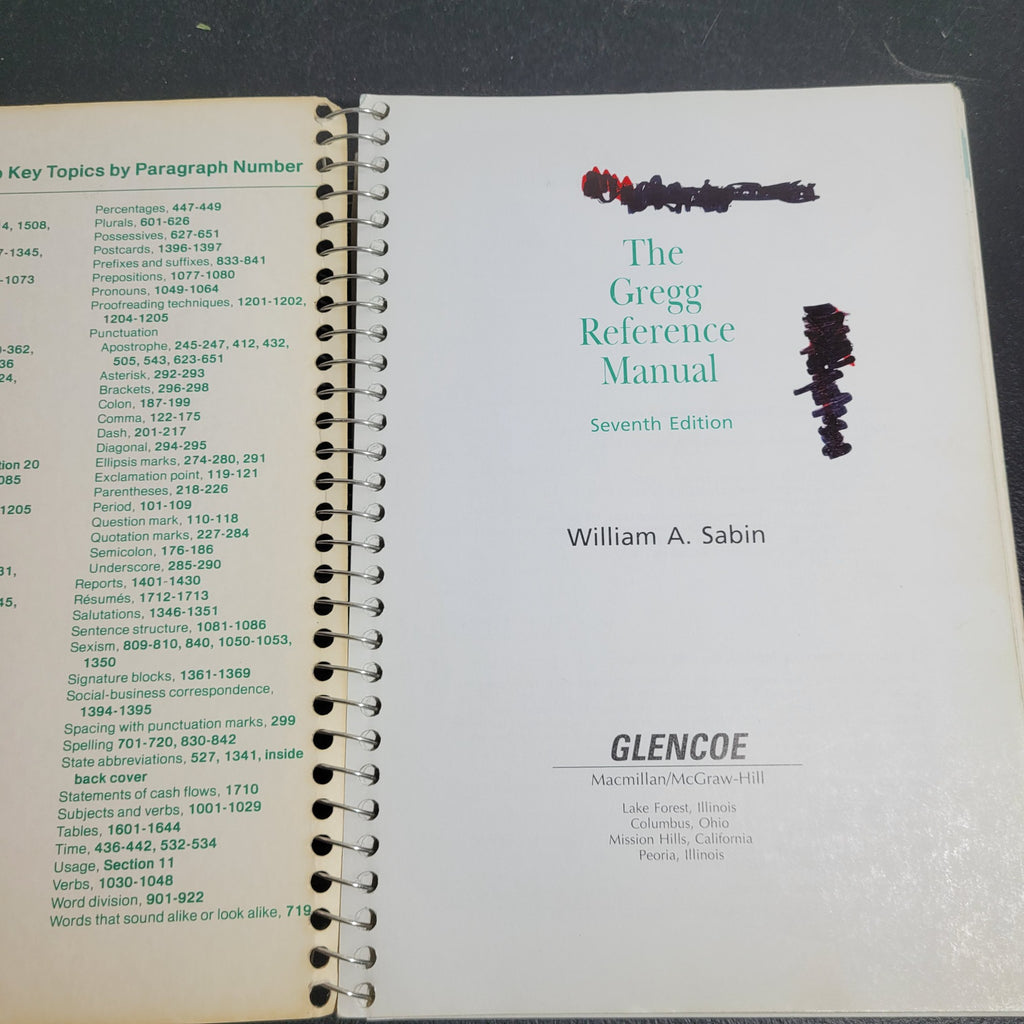 Key Topics by Paragraph Number
1508,
-1345,
-1073
-362,
36
24,
085
1205
31,
45,
Percentages, 447-449
Plurals, 601-626
Possessives, 627-651
Postcards, 1396-1397
Prefixes and suffixes, 833-841
Prepositions, 1077-1080
Pronouns, 1049-1064
Proofreading techniques, 1201-1202,
1204-1205
Punctuation
Apostrophe, 245-247, 412, 432,
505, 543, 623-651
Asterisk, 292-293
Brackets, 296-298
Colon, 187-199
Comma, 122-175
Dash, 201-217
Diagonal, 294-295
Ellipsis marks, 274-280, 291
Exclamation point, 119-121
Parentheses, 218-226
Period, 101-109
Question mark, 110-118
Quotation marks, 227-284
Semicolon, 176-186
Underscore, 285-290
Reports, 1401-1430
Résumés, 1712-1713
Salutations, 1346-1351
Sentence structure, 1081-1086
Sexism, 809-810, 840, 1050-1053,
1350
Signature blocks, 1361-1369
Social-business correspondence,
1394-1395
Spacing with punctuation marks, 299
Spelling 701-720, 830-842
State abbreviations, 527, 1341, inside
back cover
Statements of cash flows, 1710
Subjects and verbs, 1001-1029
Tables, 1601-1644
Time, 436-442, 532-534
Usage, Section 11
Verbs, 1030-1048
Word division, 901-922
Words that sound alike or look alike, 719
The
Gregg
Reference
Manual
Seventh Edition
William A. Sabin
GLENCOE
Macmillan/McGraw-Hill
Lake Forest, Illinois
Columbus, Ohio
Mission Hills, California
Peoria, Illinois